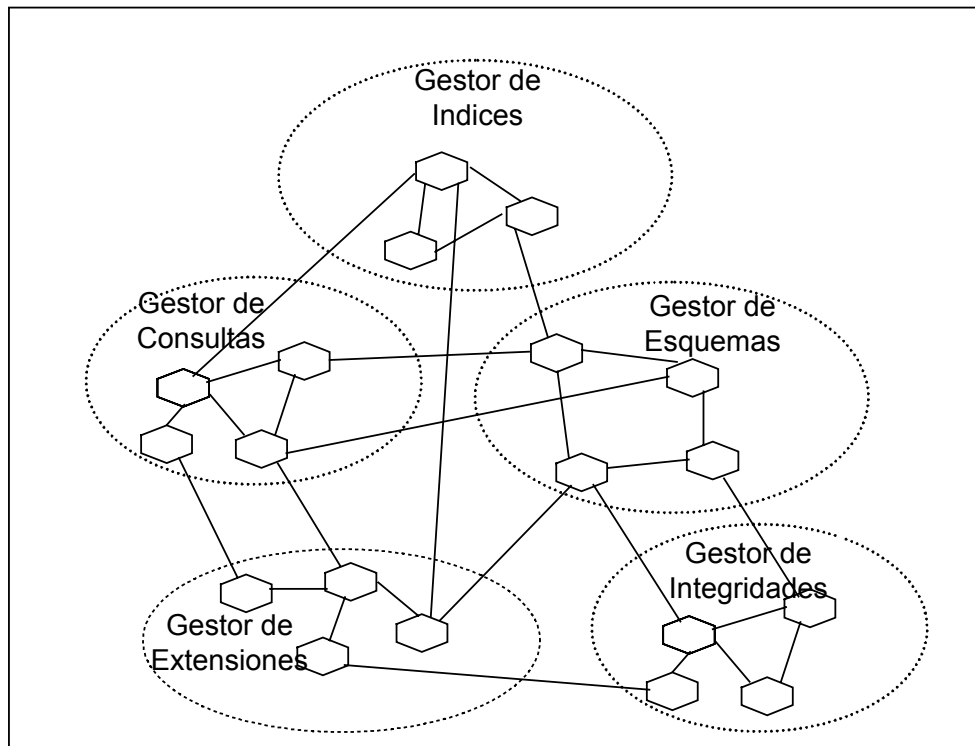 Gestor de
Indices
Gestor de
Consultas
Gestor de
Esquemas
Gestor de
Integridades
Gestor de
Extensiones